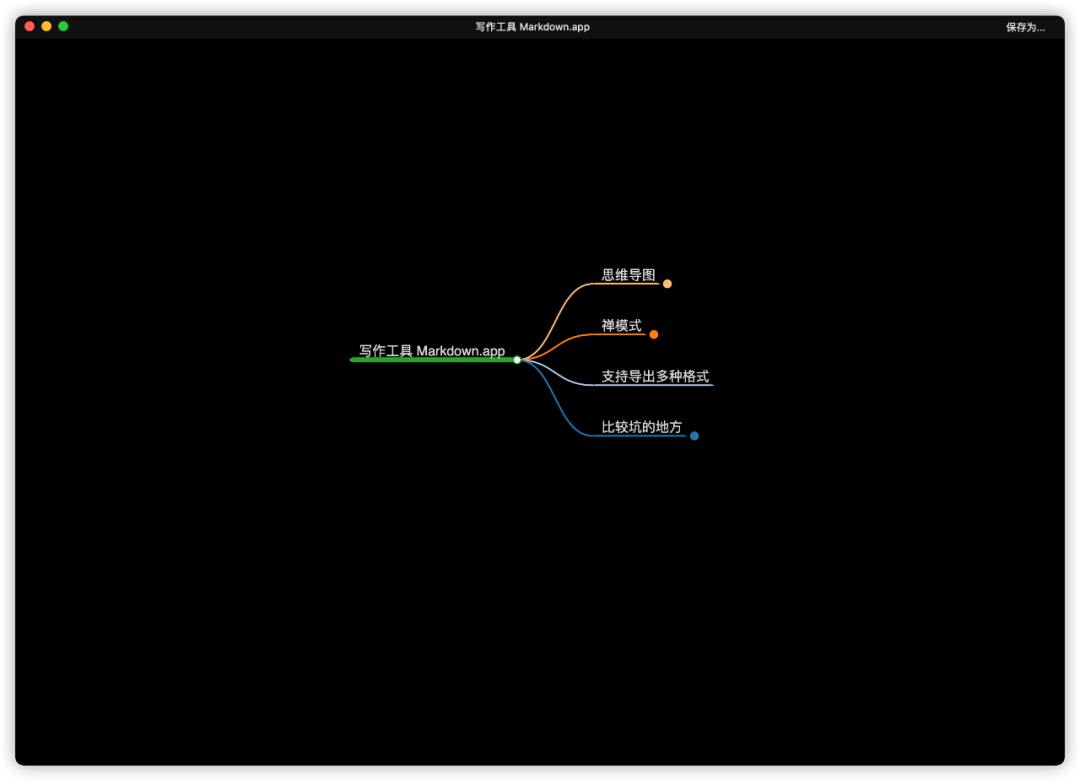 写作工具 Markdown.app
保存为...
思维导图
禅模式
写作工具 Markdown.app
支持导出多种格式
比较坑的地方